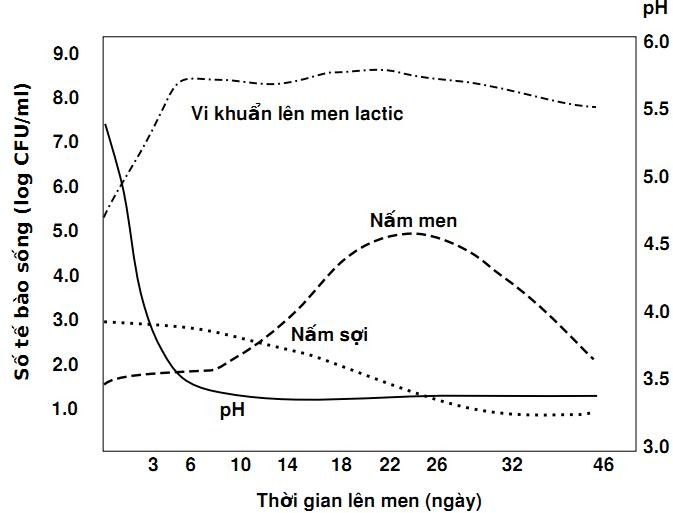 pH
9.0
8.0
7.0
6.0
5.0
4.0
3.0
2.0
1.0
Số tế bào sống (log CFU/ml)
6.0
5.5
5.0
4.5
4.0
3.5
3.0
Vi khuẩn lên men lactic
Nấm men
Nấm sợi
pH
3 6 10 14 18 22 26 32 46
Thời gian lên men (ngày)